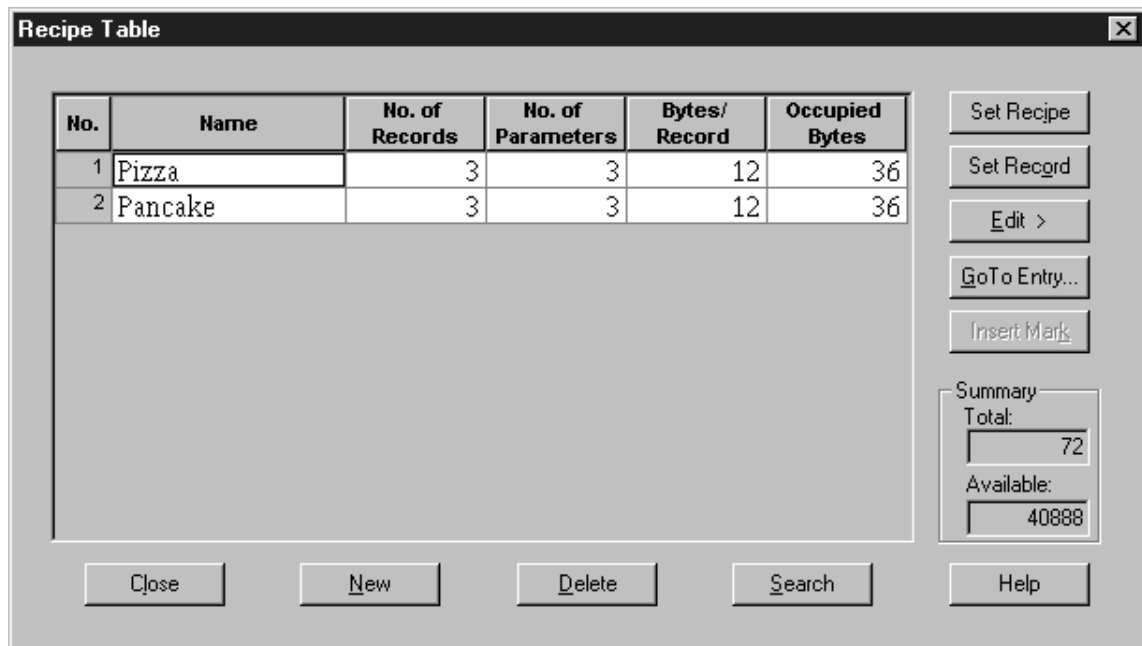 Recipe Table
No. Name No. of Records No. of Parameters Bytes/ Record Occupied Bytes
1 Pizza 3 3 12 36
2 Pancake 3 3 12 36
Set Recipe
Set Record
Edit >
GoTo Entry...
Insert Mark
Summary
Total:
72
Available:
40888
Close New Delete Search Help